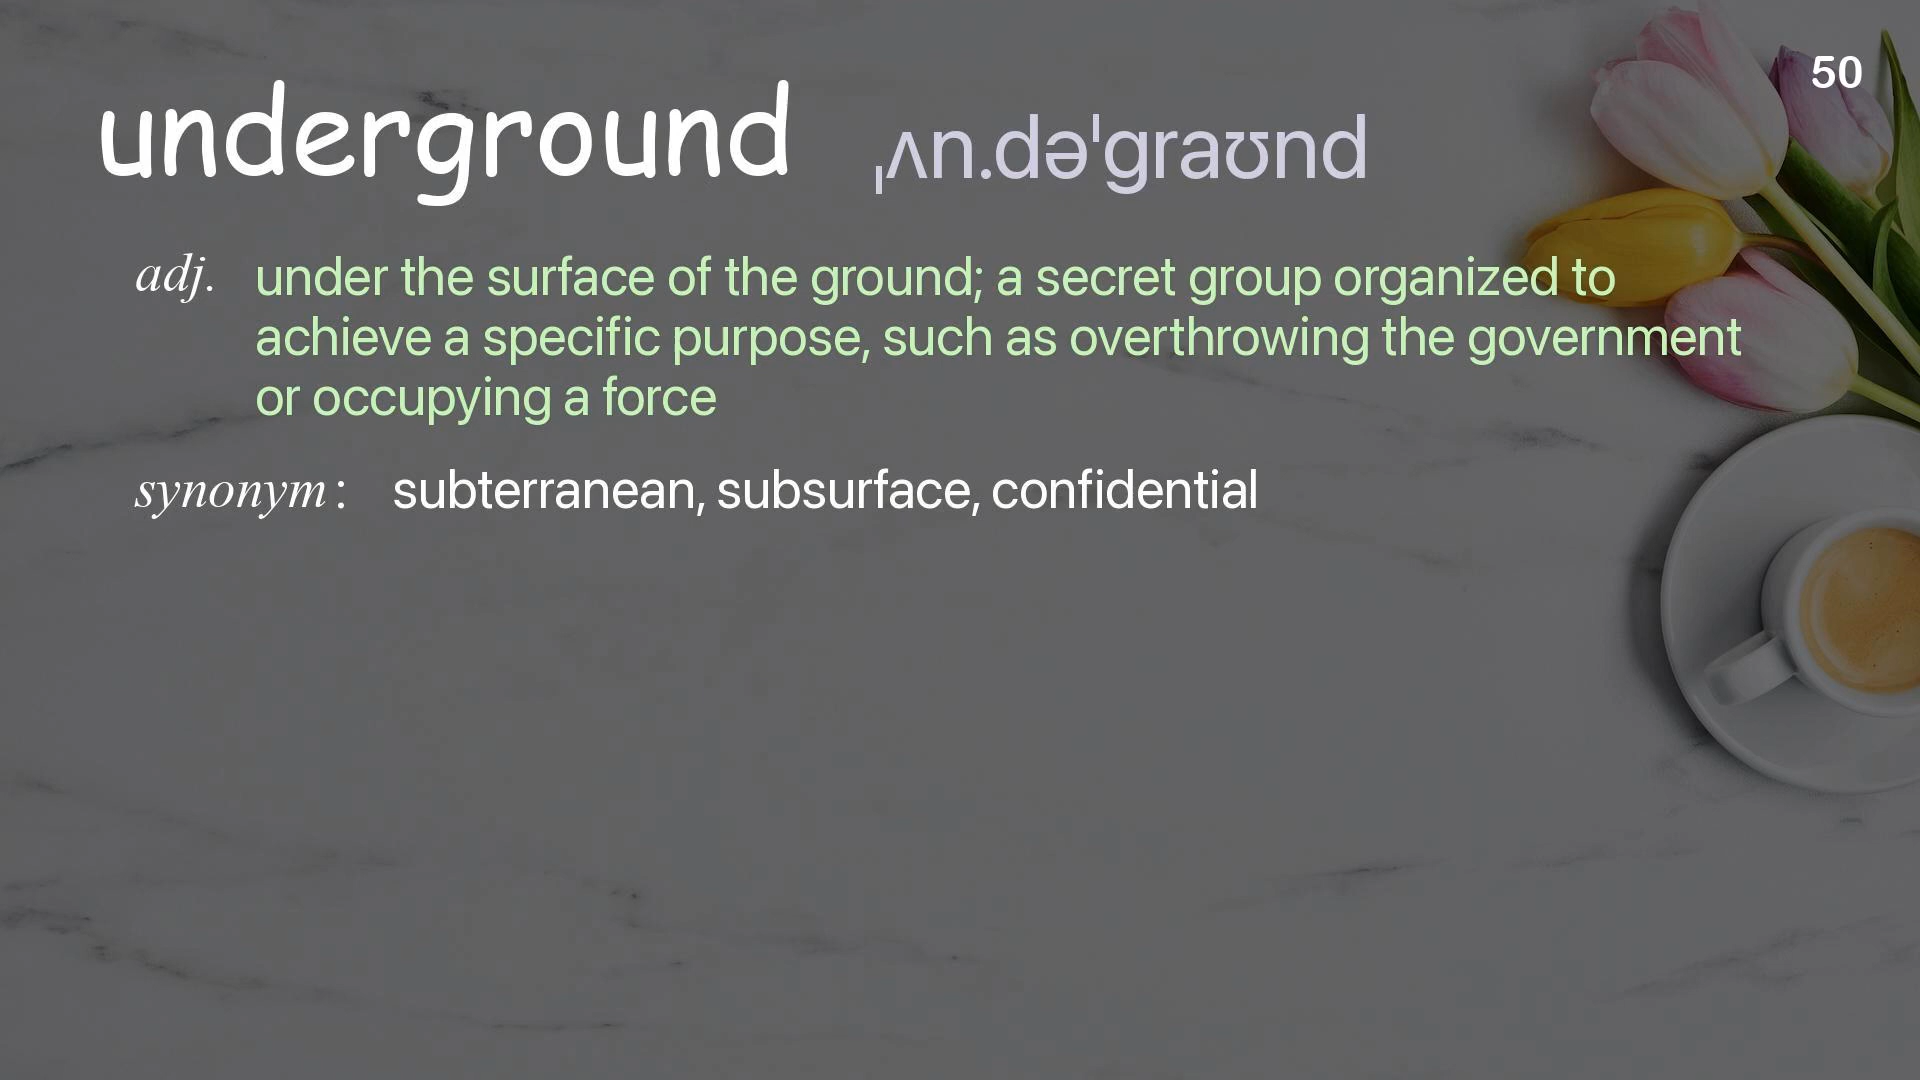 50
underground ˌʌn.dəˈgraʊnd
adj. under the surface of the ground; a secret group organized to
achieve a specific purpose, such as overthrowing the government
or occupying a force
synonym : subterranean, subsurface, confidential